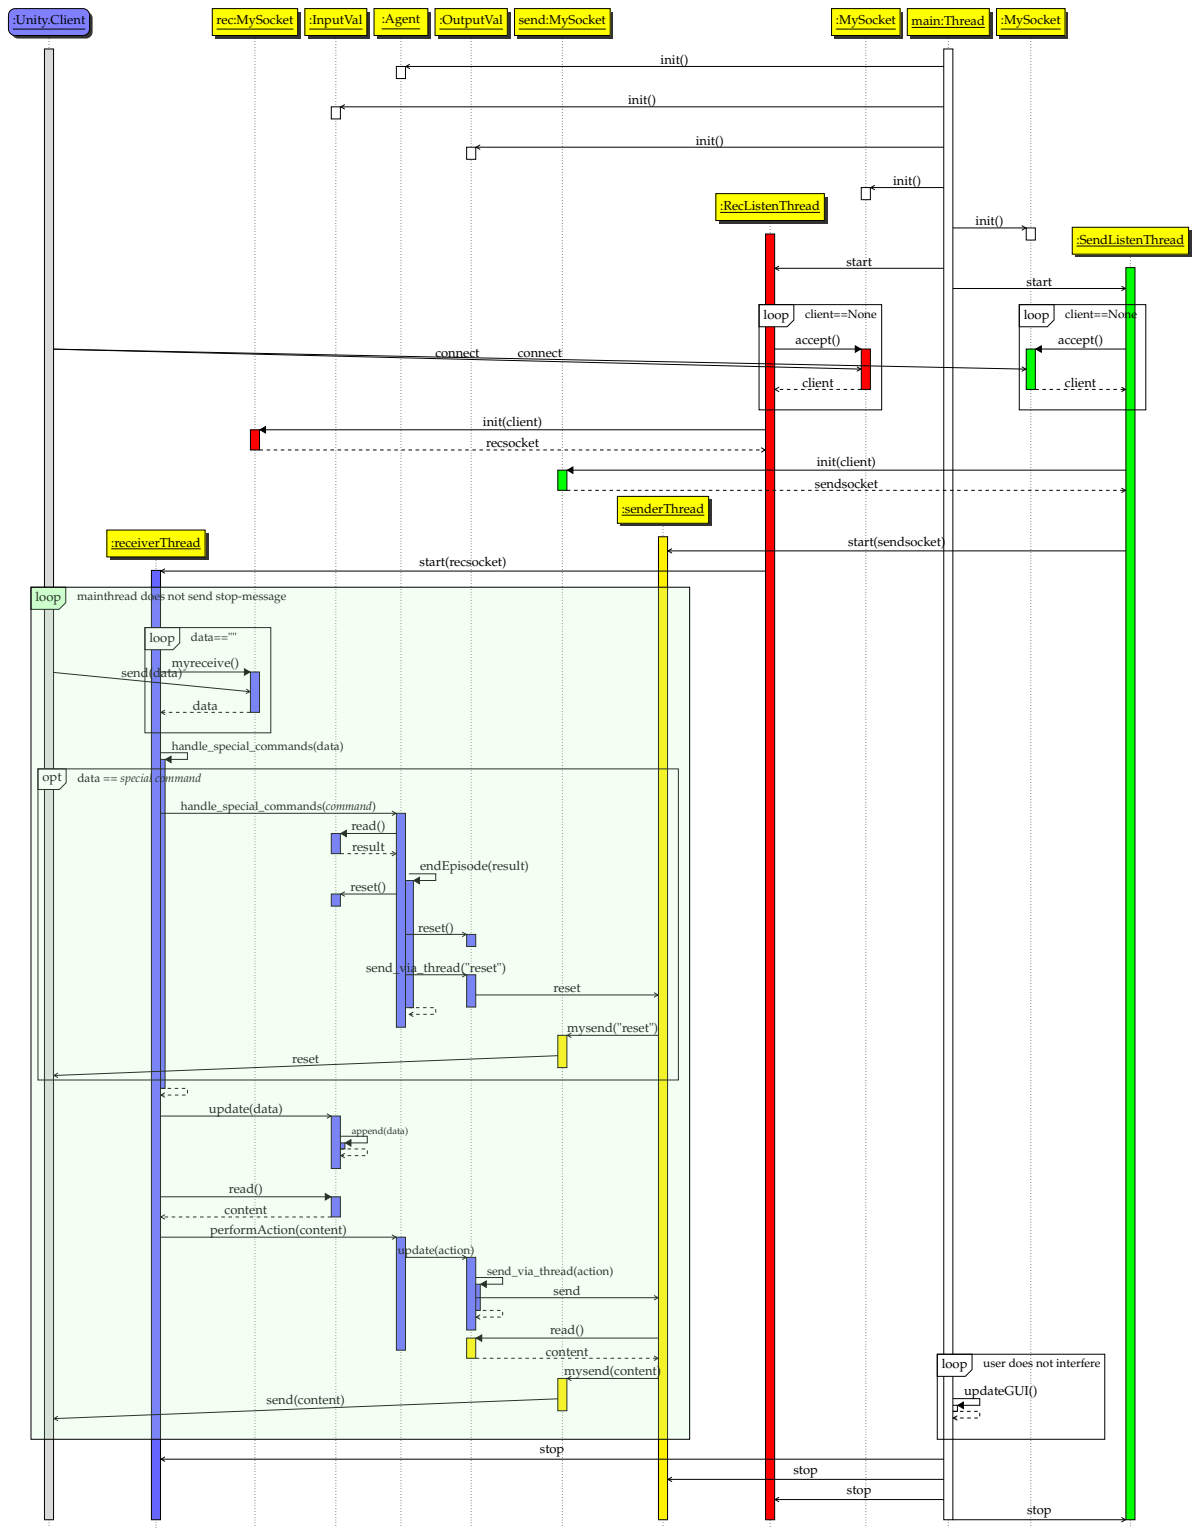 :Unity.Client
rec:MySocket
:InputVal
:Agent
:OutputVal
send:MySocket
:MySocket
main:Thread
:MySocket
init()
init()
init()
init()
:RecListenThread
init()
:SendListenThread
start
start
loop
client==None
loop
client==None
accept()
accept()
connect
connect
client
client
init(client)
recsocket
init(client)
sendsocket
:senderThread
:receiverThread
start(sendsocket)
start(recsocket)
loop
mainthread does not send stop-message
loop
data==""
myreceive()
send(data)
data
handle_special_commands(data)
opt
data == special command
handle_special_commands(command)
read()
result
endEpisode(result)
reset()
reset()
send_via_thread("reset")
reset
mysend("reset")
reset
update(data)
append(data)
read()
content
performAction(content)
update(action)
send_via_thread(action)
send
read()
content
loop
user does not interfere
mysend(content)
updateGUI()
send(content)
stop
stop
stop
stop